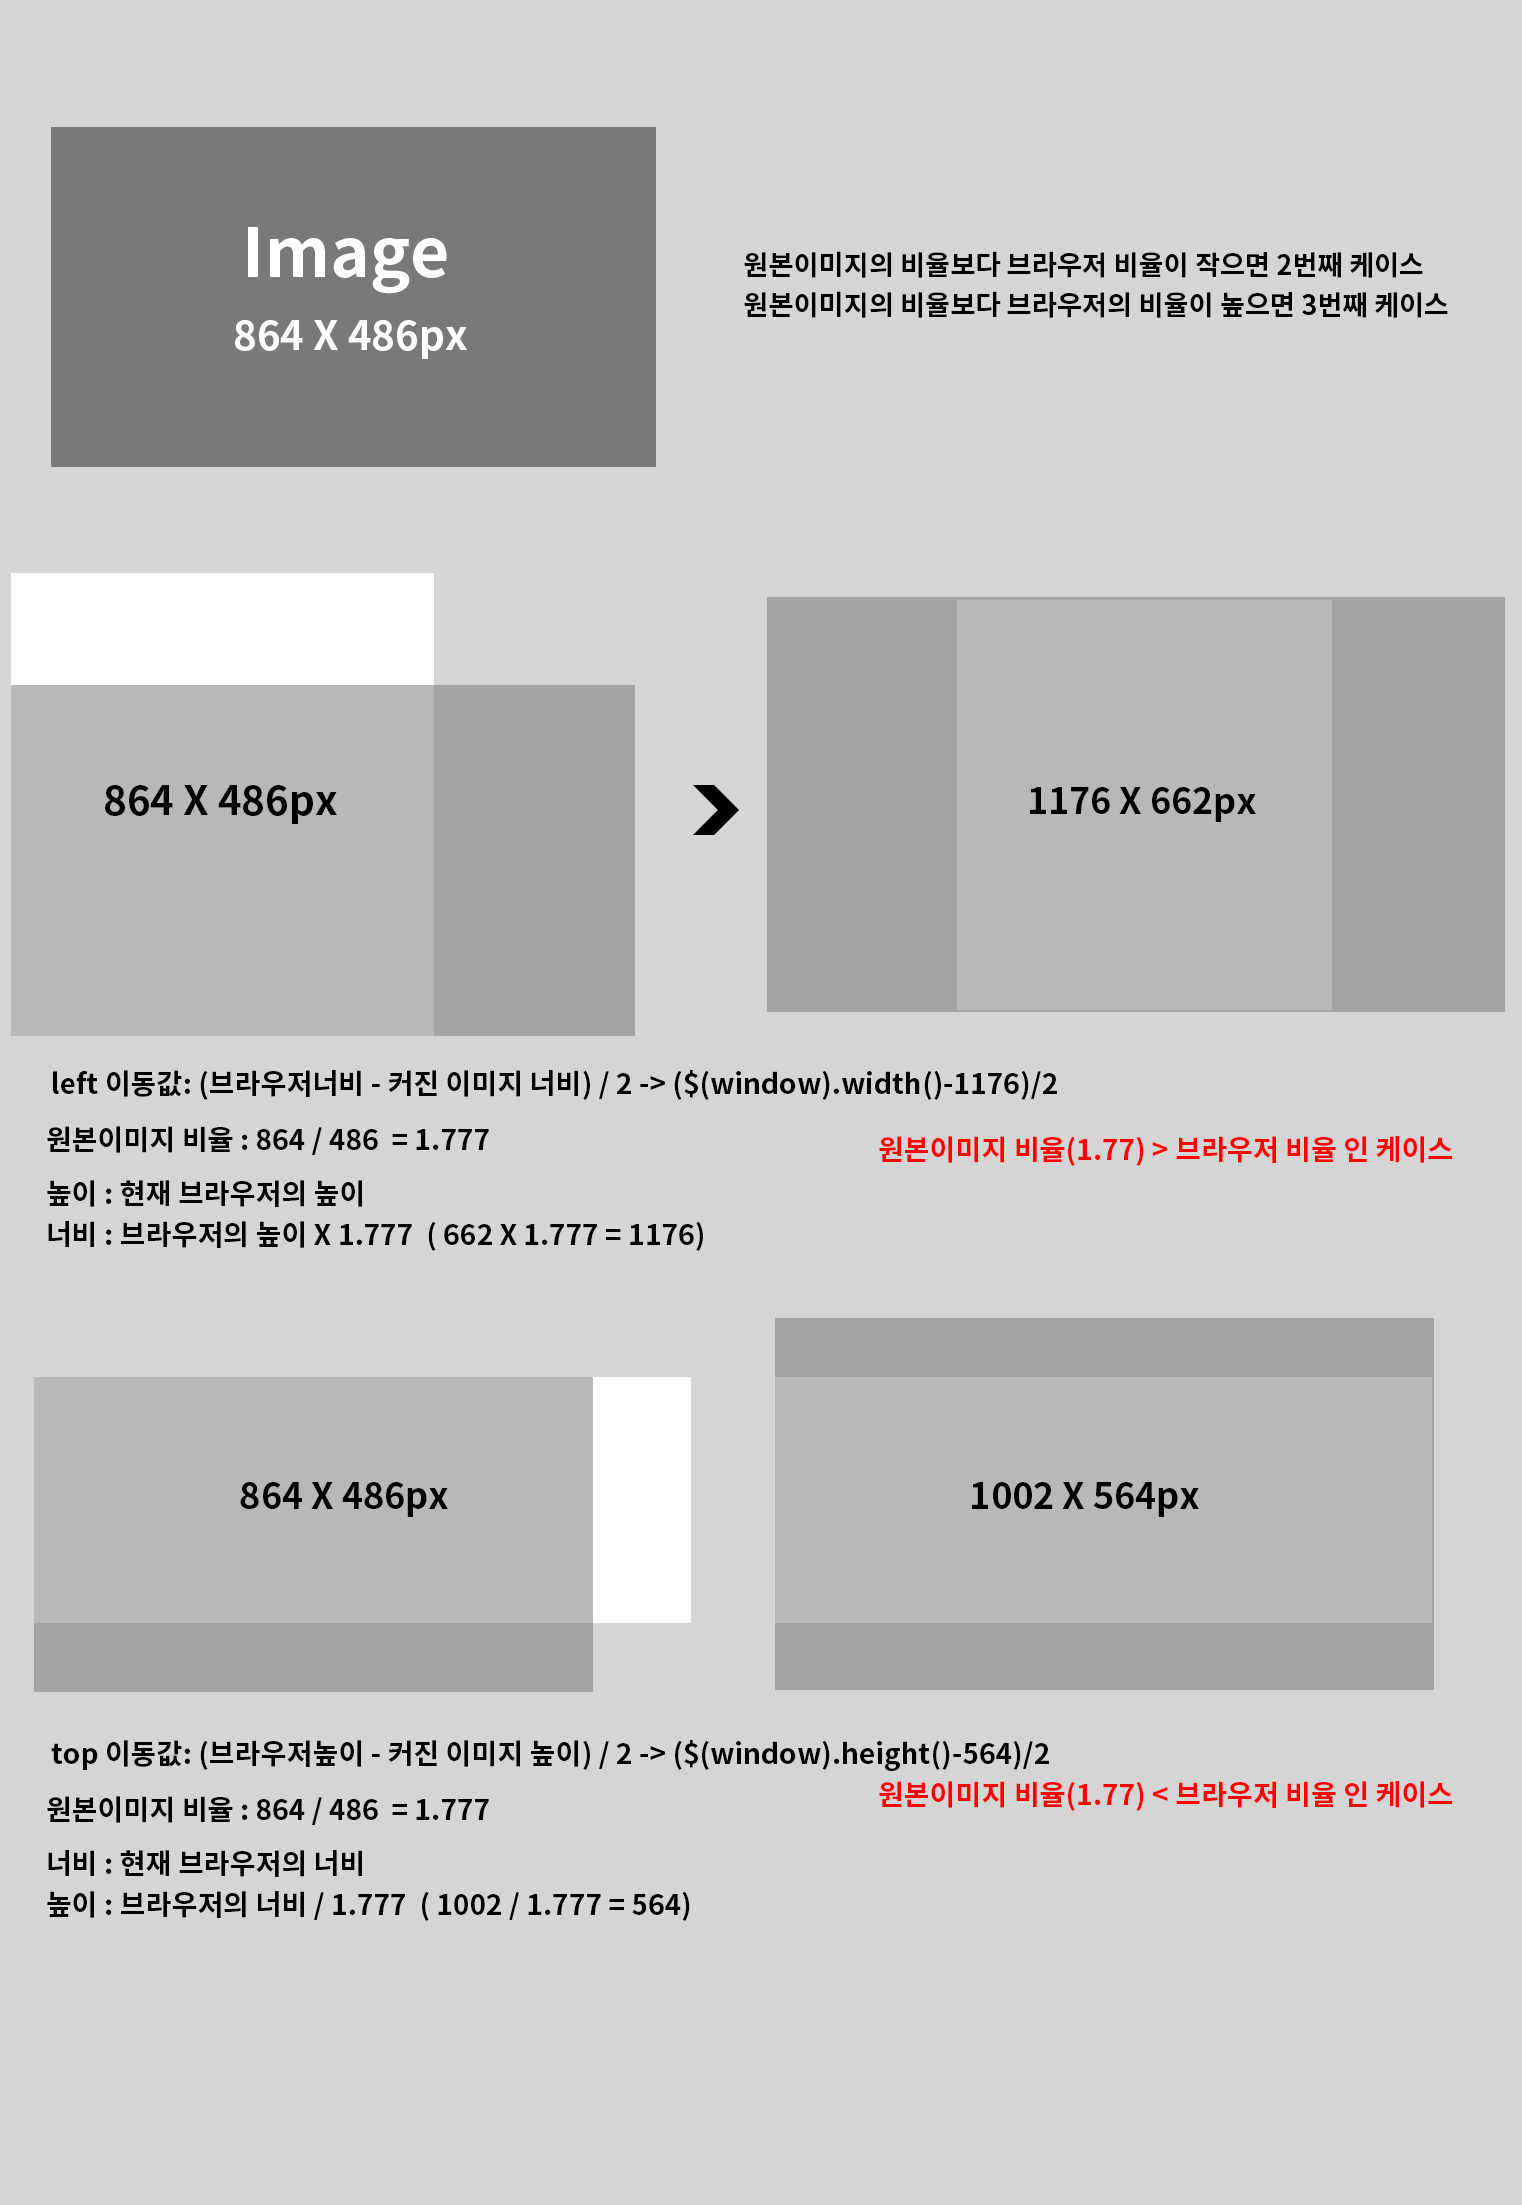 Image
864 X 486px
원본이미지의 비율보다 브라우저 비율이 작으면 2번째 케이스
원본이미지의 비율보다 브라우저의 비율이 높으면 3번째 케이스
864 X 486px
1176 X 662px
left 이동값: (브라우저너비 - 커진 이미지 너비) / 2 -> ($(window).width()-1176)/2
원본이미지 비율 : 864 / 486 = 1.777
원본이미지 비율(1.77) > 브라우저 비율 인 케이스
높이 : 현재 브라우저의 높이
너비 : 브라우저의 높이 X 1.777 ( 662 X 1.777 = 1176)
864 X 486px
1002 X 564px
top 이동값: (브라우저높이 - 커진 이미지 높이) / 2 -> ($(window).height()-564)/2
원본이미지 비율(1.77) < 브라우저 비율 인 케이스
원본이미지 비율 : 864 / 486 = 1.777
너비 : 현재 브라우저의 너비
높이 : 브라우저의 너비 / 1.777 ( 1002 / 1.777 = 564)